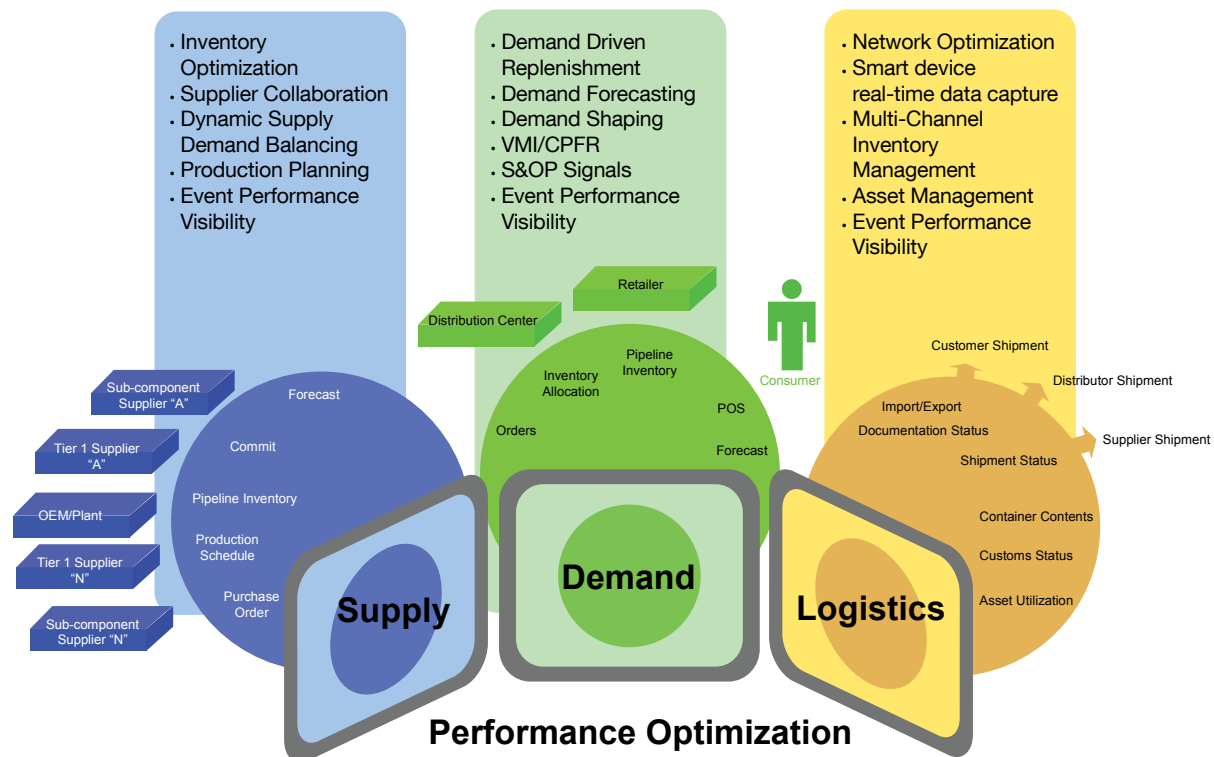 • Inventory
Optimization
• Supplier Collaboration
• Dynamic Supply
Demand Balancing
• Production Planning
• Event Performance
Visibility
• Demand Driven
Replenishment
• Demand Forecasting
• Demand Shaping
• VMI/CPFR
• S&OP Signals
• Event Performance
Visibility
• Network Optimization
• Smart device
real-time data capture
• Multi-Channel
Inventory
Management
• Asset Management
• Event Performance
Visibility
Sub-component
Supplier “A”
Tier 1 Supplier
“A”
OEM/Plant
Tier 1 Supplier
“N”
Sub-component
Supplier “N”
Forecast
Commit
Pipeline Inventory
Production
Schedule
Purchase
Order
Supply
Distribution Center
Retailer
Consumer
Orders
Inventory
Allocation
Pipeline
Inventory
POS
Forecast
Demand
Customer Shipment
Distributor Shipment
Supplier Shipment
Import/Export
Documentation Status
Shipment Status
Container Contents
Customs Status
Asset Utilization
Logistics
Performance Optimization